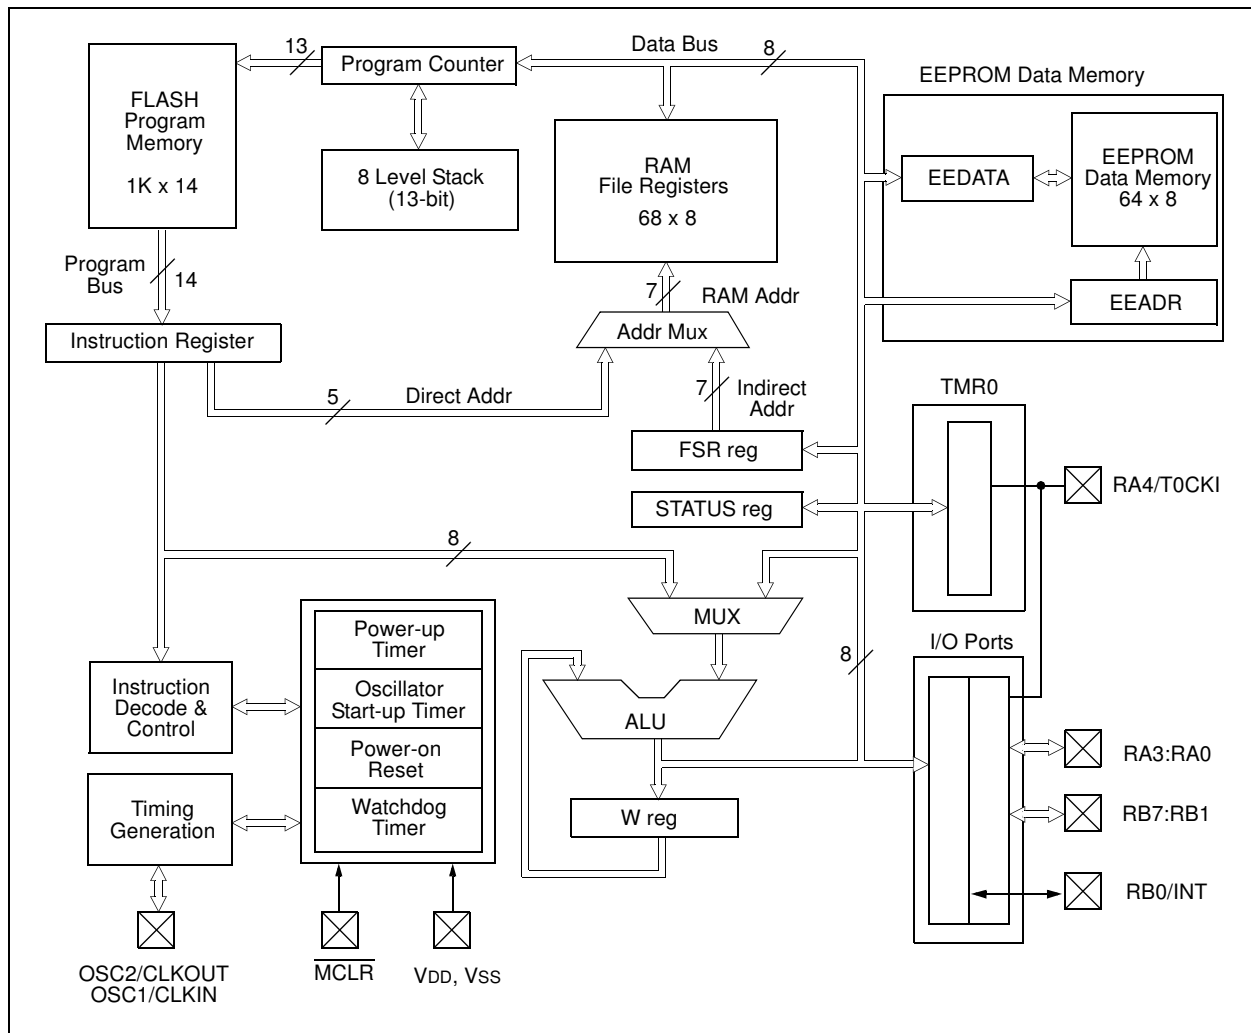 13
Program Counter
Data Bus
8
EEPROM Data Memory
FLASH
Program
Memory
1K x 14
8 Level Stack
(13-bit)
RAM
File Registers
68 x 8
EEDATA
EEPROM
Data Memory
64 x 8
Program
Bus
14
7
RAM Addr
EEADR
Instruction Register
Addr Mux
5
Direct Addr
7
Indirect
Addr
TMR0
FSR reg
RA4/T0CKI
STATUS reg
8
MUX
Power-up
Timer
I/O Ports
8
Instruction
Decode &
Control
Oscillator
Start-up Timer
ALU
Power-on
Reset
RA3:RA0
Timing
Generation
Watchdog
Timer
W reg
RB7:RB1
RB0/INT
OSC2/CLKOUT
OSC1/CLKIN
MCLR
VDD, VSS